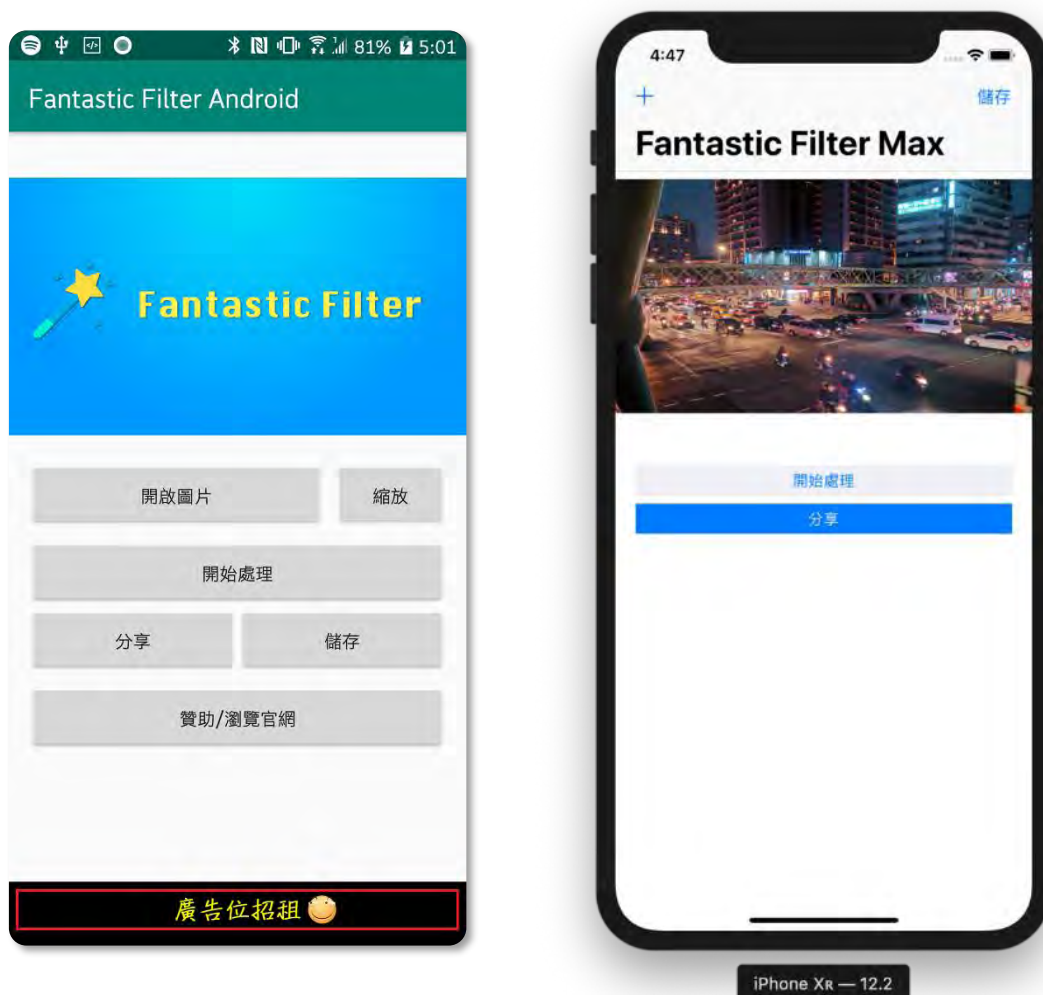 81% 5:01
Fantastic Filter Android
Fantastic Filter
開啟圖片
縮放
開始處理
分享
儲存
贊助/瀏覽官網
廣告位招租
4:47
+
儲存
Fantastic Filter Max
開始處理
分享
iPhone XR — 12.2